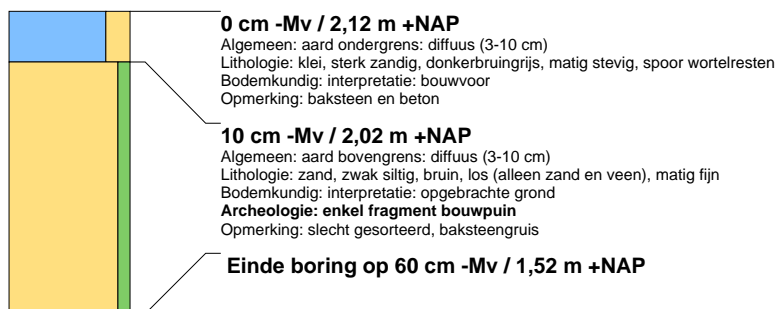 0 cm -Mv / 2,12 m +NAP
Algemeen: aard ondergrens: diffuus (3-10 cm)
Lithologie: klei, sterk zandig, donkerbruingrijs, matig stevig, spoor wortelresten
Bodemkundig: interpretatie: bouwvoor
Opmerking: baksteen en beton
10 cm -Mv / 2,02 m +NAP
Algemeen: aard bovengrens: diffuus (3-10 cm)
Lithologie: zand, zwak siltig, bruin, los (alleen zand en veen), matig fijn
Bodemkundig: interpretatie: opgebrachte grond
Archeologie: enkel fragment bouwpuin
Opmerking: slecht gesorteerd, baksteengruis
Einde boring op 60 cm -Mv / 1,52 m +NAP